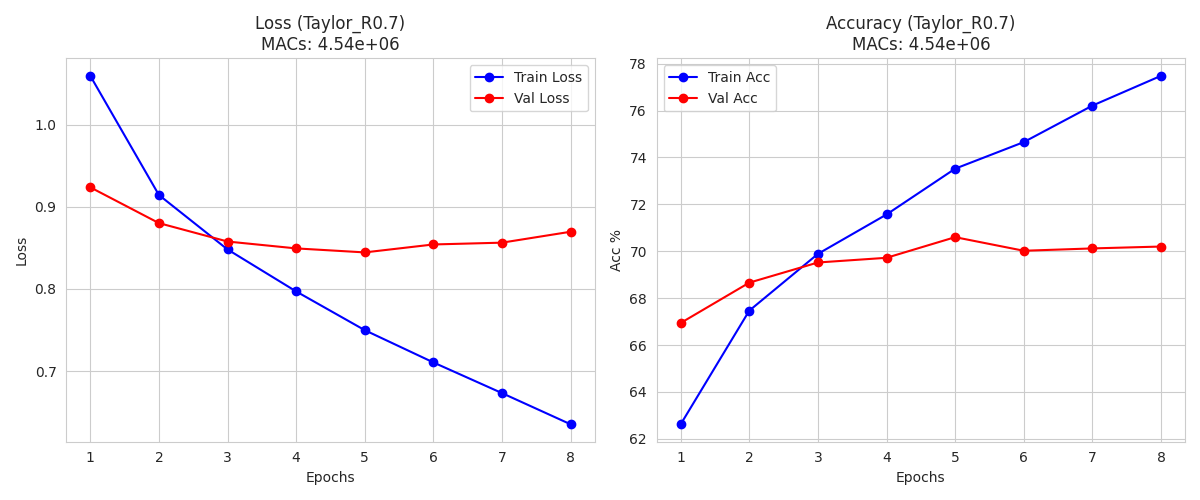 Loss (Taylor_R0.7)
MACs: 4.54e+06
Train Loss
Val Loss
1.0
0.9
0.8
0.7
Loss
1 2 3 4 5 6 7 8
Epochs
Accuracy (Taylor_R0.7)
MACs: 4.54e+06
Train Acc
Val Acc
78
76
74
72
70
68
66
64
62
Acc %
1 2 3 4 5 6 7 8
Epochs